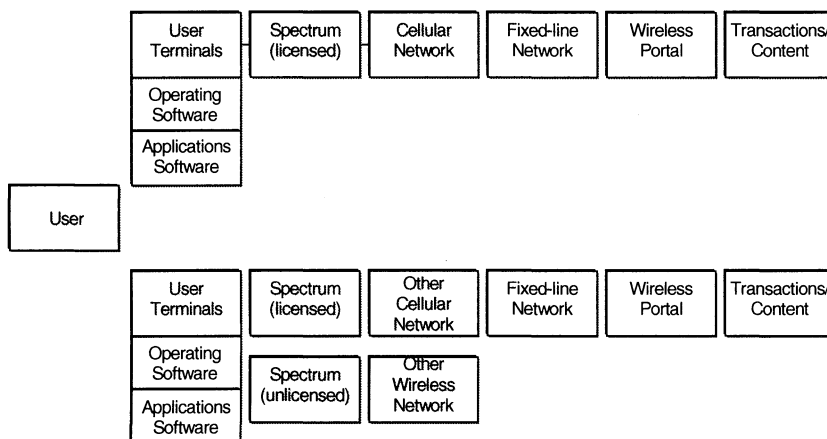 User
Terminals
Spectrum
(licensed)
Cellular
Network
Fixed-line
Network
Wireless
Portal
Transactions/
Content
Operating
Software
Applications
Software
User
User
Terminals
Spectrum
(licensed)
Other
Cellular
Network
Fixed-line
Network
Wireless
Portal
Transactions/
Content
Operating
Software
Spectrum
(unlicensed)
Other
Wireless
Network
Applications
Software